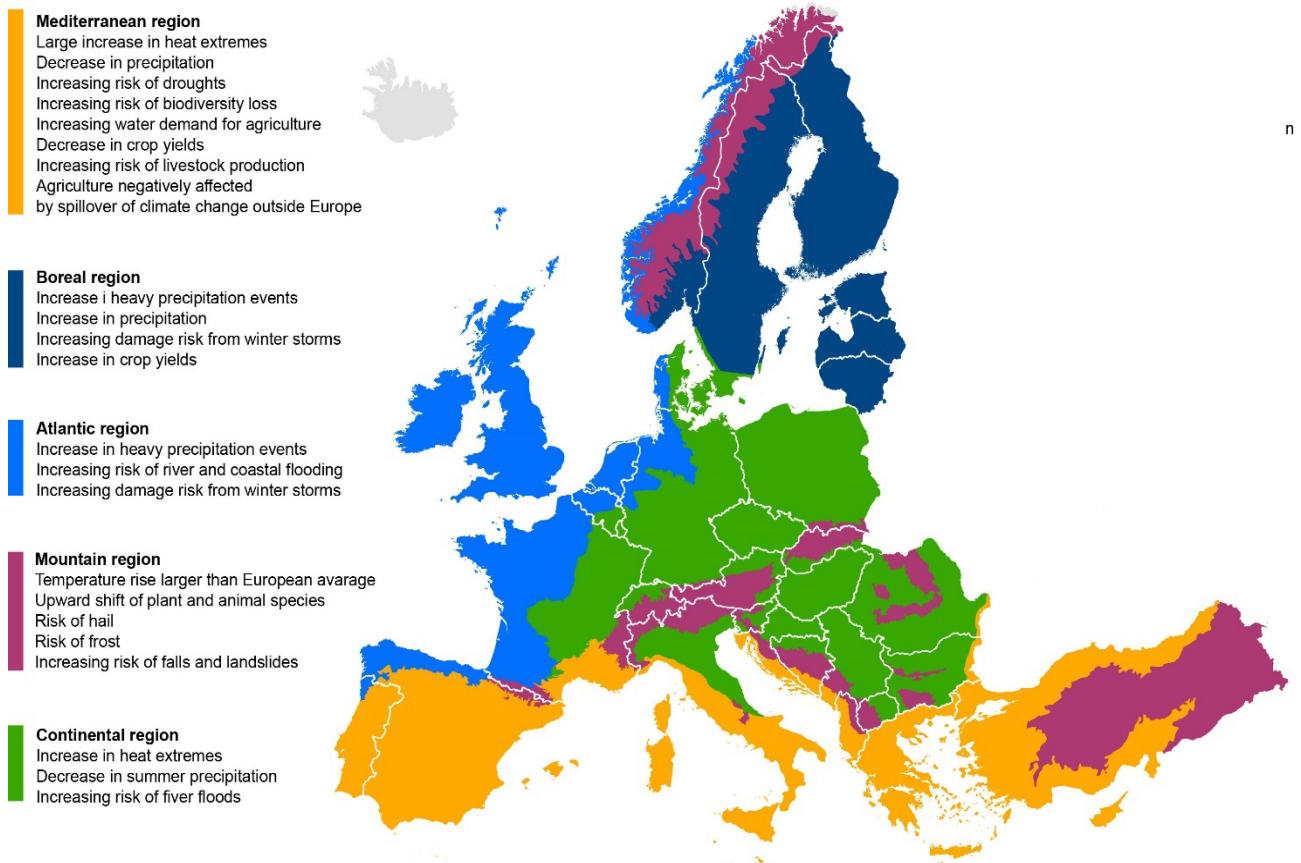 Mediterranean region
Large increase in heat extremes
Decrease in precipitation
Increasing risk of droughts
Increasing risk of biodiversity loss
Increasing water demand for agriculture
Decrease in crop yields
Increasing risk of livestock production
Agriculture negatively affected
by spillover of climate change outside Europe
n
Boreal region
Increase i heavy precipitation events
Increase in precipitation
Increasing damage risk from winter storms
Increase in crop yields
Atlantic region
Increase in heavy precipitation events
Increasing risk of river and coastal flooding
Increasing damage risk from winter storms
Mountain region
Temperature rise larger than European avarage
Upward shift of plant and animal species
Risk of hail
Risk of frost
Increasing risk of falls and landslides
Continental region
Increase in heat extremes
Decrease in summer precipitation
Increasing risk of fiver floods